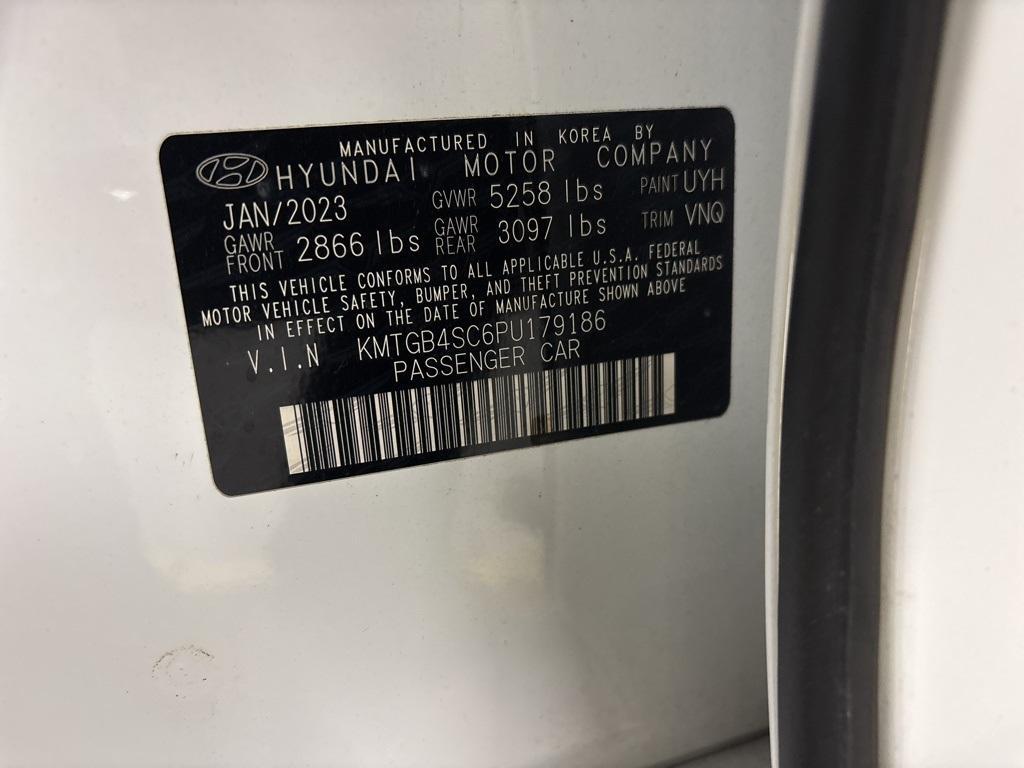 MANUFACTURED IN KOREA BY
HYUNDAI MOTOR COMPANY
JAN/2023 GVWR 5258 lbs PAINT UYH
GAWR FRONT 2866 lbs GAWR REAR 3097 lbs TRIM VNQ
THIS VEHICLE CONFORMS TO ALL APPLICABLE U.S.A. FEDERAL
MOTOR VEHICLE SAFETY, BUMPER, AND THEFT PREVENTION STANDARDS
IN EFFECT ON THE DATE OF MANUFACTURE SHOWN ABOVE
V.I.N KMTGB4SC6PU179186
PASSENGER CAR